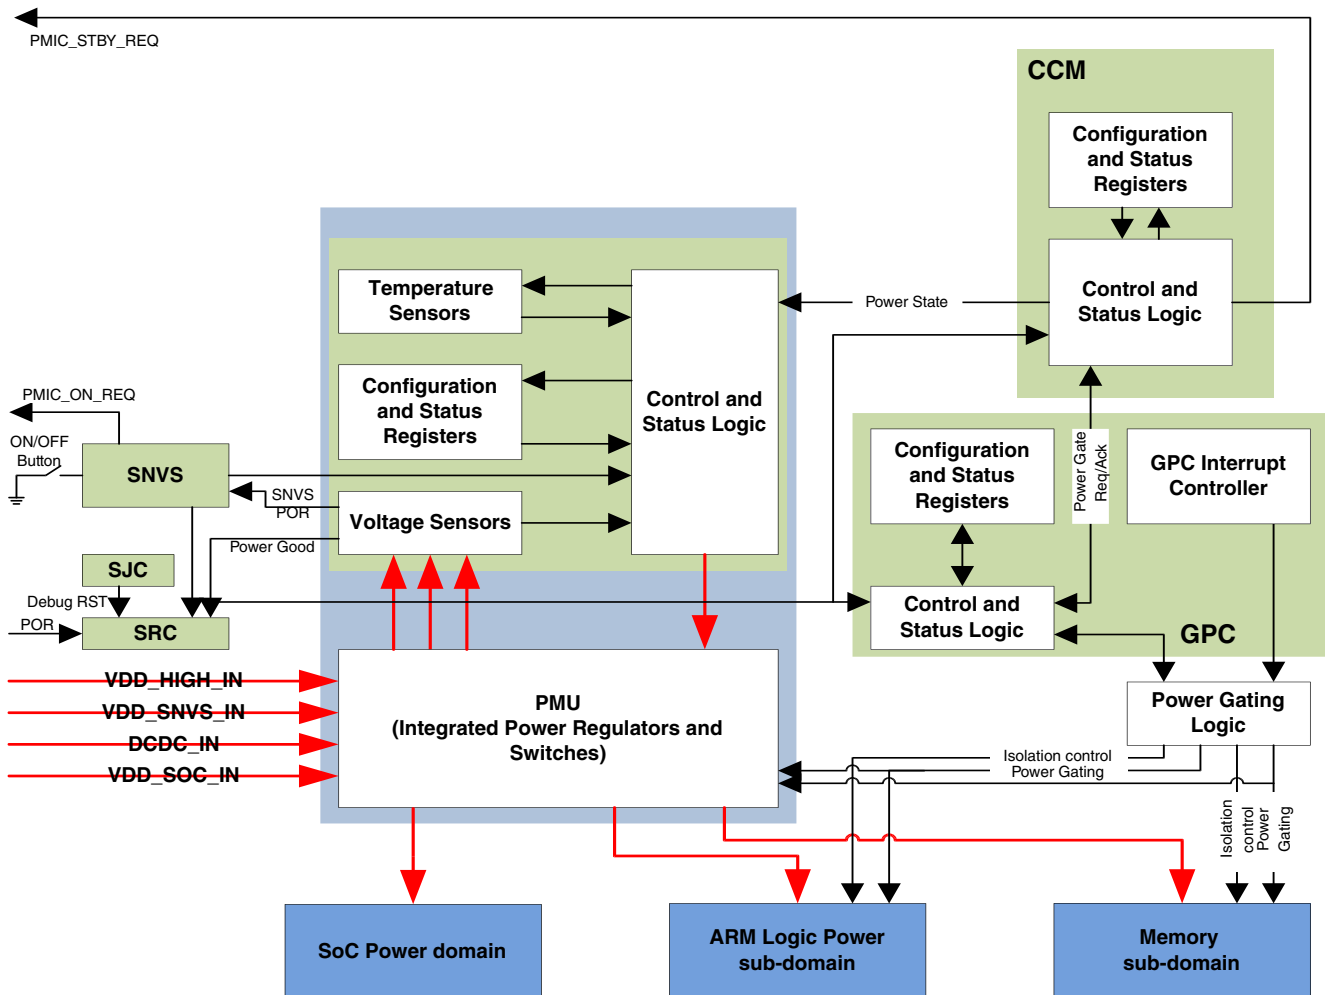 PMIC_STBY_REQ
CCM
Configuration
and Status
Registers
Control and
Status Logic
Power State
Temperature
Sensors
Configuration
and Status
Registers
Control and
Status Logic
Voltage Sensors
PMIC_ON_REQ
ON/OFF
Button
SNVS
SNVS
POR
Power Good
SJC
Debug RST
POR
SRC
Configuration
and Status
Registers
Power Gate
Req/Ack
GPC Interrupt
Controller
Control and
Status Logic
GPC
VDD_HIGH_IN
VDD_SNVS_IN
DCDC_IN
VDD_SOC_IN
PMU
(Integrated Power Regulators and
Switches)
Power Gating
Logic
Isolation control
Power Gating
Isolation
control
Power
Gating
SoC Power domain
ARM Logic Power
sub-domain
Memory
sub-domain